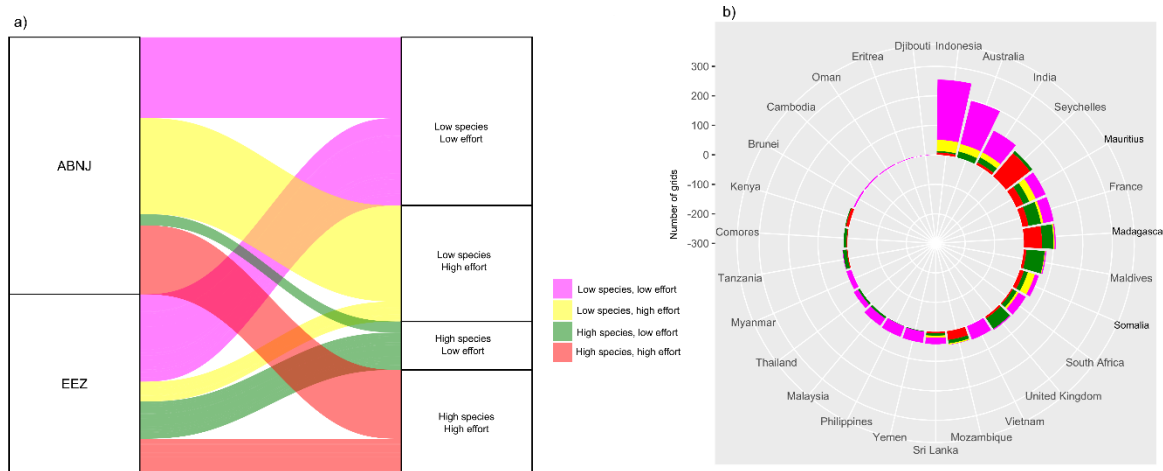 a)
ABNJ
EEZ
Low species
Low effort
Low species
High effort
High species
Low effort
High species
High effort
Low species, low effort
Low species, high effort
High species, low effort
High species, high effort
b)
Number of grids
300
200
100
0
-100
-200
-300
Djibouti
Indonesia
Australia
India
Seychelles
Mauritius
France
Madagasca
Maldives
Somalia
South Africa
United Kingdom
Vietnam
Mozambique
Sri Lanka
Yemen
Philippines
Malaysia
Thailand
Myanmar
Tanzania
Comoros
Kenya
Brunei
Cambodia
Oman
Eritrea